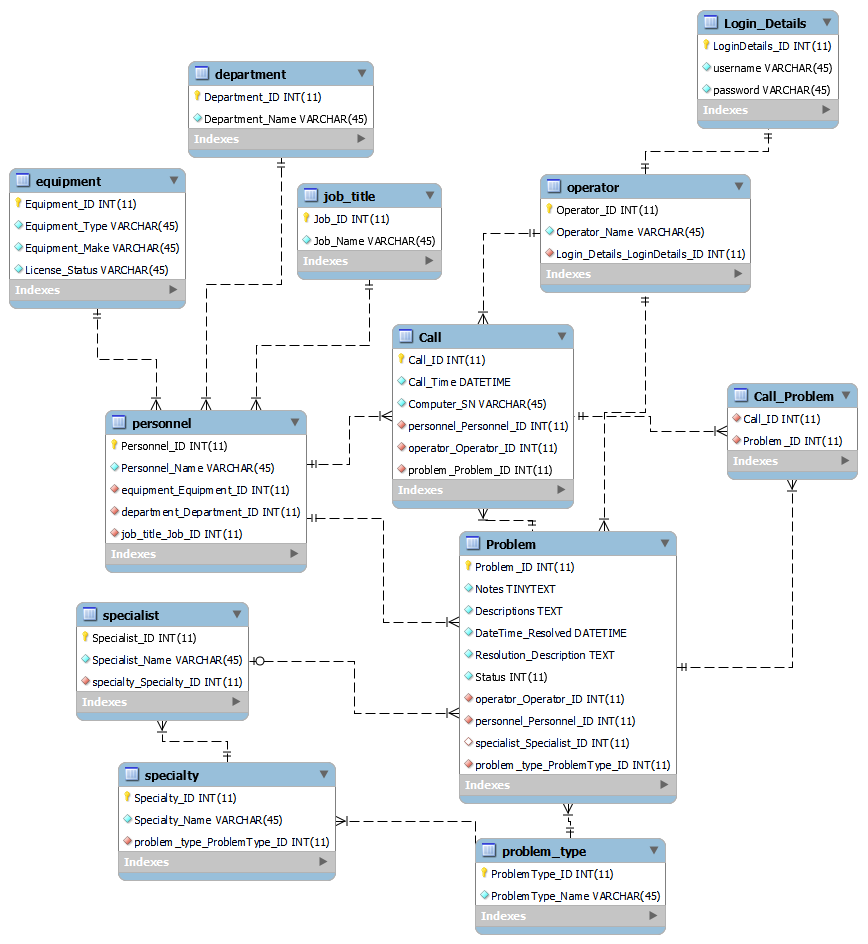 Login_Details
LoginDetails_ID INT(11)
username VARCHAR(45)
password VARCHAR(45)
Indexes
department
Department_ID INT(11)
Department_Name VARCHAR(45)
Indexes
equipment
Equipment_ID INT(11)
Equipment_Type VARCHAR(45)
Equipment_Make VARCHAR(45)
License_Status VARCHAR(45)
Indexes
job_title
Job_ID INT(11)
Job_Name VARCHAR(45)
Indexes
operator
Operator_ID INT(11)
Operator_Name VARCHAR(45)
Login_Details_LoginDetails_ID INT(11)
Indexes
Call
Call_ID INT(11)
Call_Time DATETIME
Computer_SN VARCHAR(45)
personnel_Personnel_ID INT(11)
operator_Operator_ID INT(11)
problem_Problem_ID INT(11)
Indexes
Call_Problem
Call_ID INT(11)
Problem_ID INT(11)
Indexes
personnel
Personnel_ID INT(11)
Personnel_Name VARCHAR(45)
equipment_Equipment_ID INT(11)
department_Department_ID INT(11)
job_title_Job_ID INT(11)
Indexes
Problem
Problem_ID INT(11)
Notes TINYTEXT
Descriptions TEXT
DateTime_Resolved DATETIME
Resolution_Description TEXT
Status INT(11)
operator_Operator_ID INT(11)
personnel_Personnel_ID INT(11)
specialist_Specialist_ID INT(11)
problem_type_ProblemType_ID INT(11)
Indexes
specialist
Specialist_ID INT(11)
Specialist_Name VARCHAR(45)
specialty_Specialty_ID INT(11)
Indexes
specialty
Specialty_ID INT(11)
Specialty_Name VARCHAR(45)
problem_type_ProblemType_ID INT(11)
Indexes
problem_type
ProblemType_ID INT(11)
ProblemType_Name VARCHAR(45)
Indexes